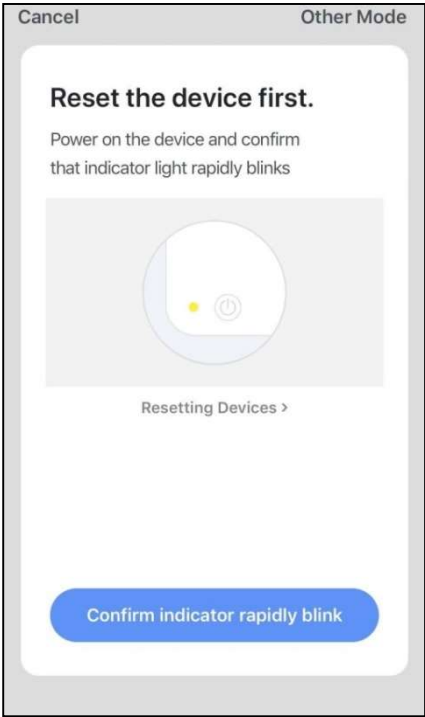 Cancel
Other Mode
Reset the device first.
Power on the device and confirm
that indicator light rapidly blinks
Resetting Devices >
Confirm indicator rapidly blink